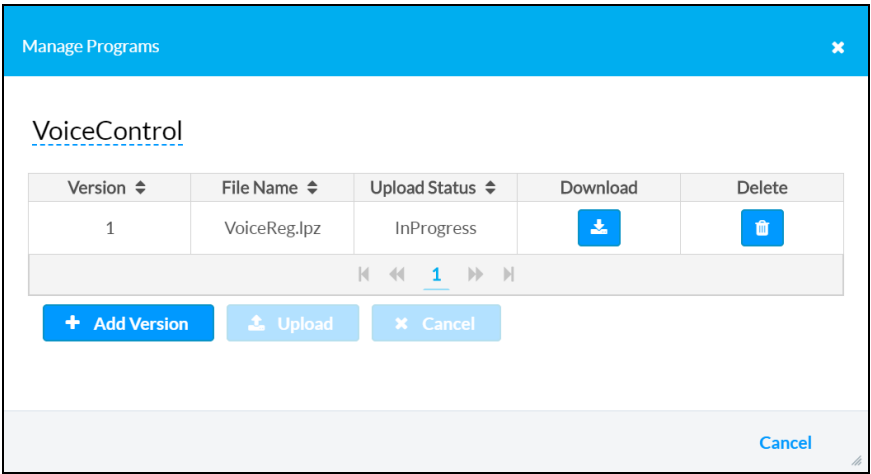 Manage Programs
VoiceControl
Version File Name Upload Status Download Delete
1 VoiceReg.lpz InProgress
1
Add Version Upload Cancel
Cancel